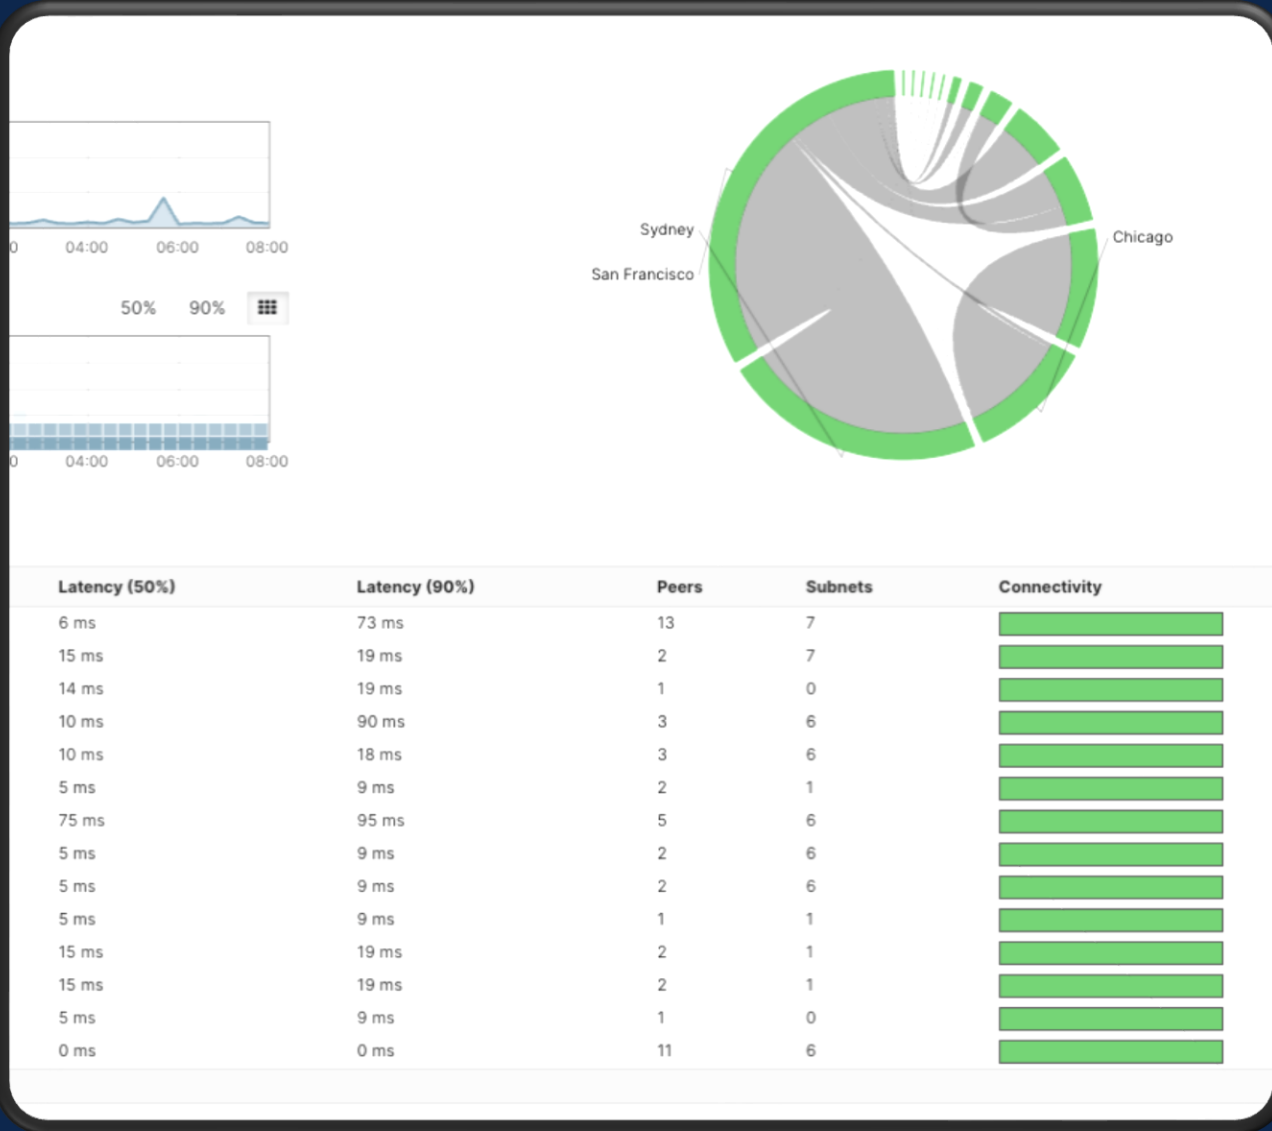 0 04:00 06:00 08:00
50% 90%
0 04:00 06:00 08:00
Sydney
San Francisco
Chicago
Latency (50%) Latency (90%) Peers Subnets Connectivity
6 ms 73 ms 13 7
15 ms 19 ms 2 7
14 ms 19 ms 1 0
10 ms 90 ms 3 6
10 ms 18 ms 3 6
5 ms 9 ms 2 1
75 ms 95 ms 5 6
5 ms 9 ms 2 6
5 ms 9 ms 2 6
5 ms 9 ms 1 1
15 ms 19 ms 2 1
15 ms 19 ms 2 1
5 ms 9 ms 1 0
0 ms 0 ms 11 6